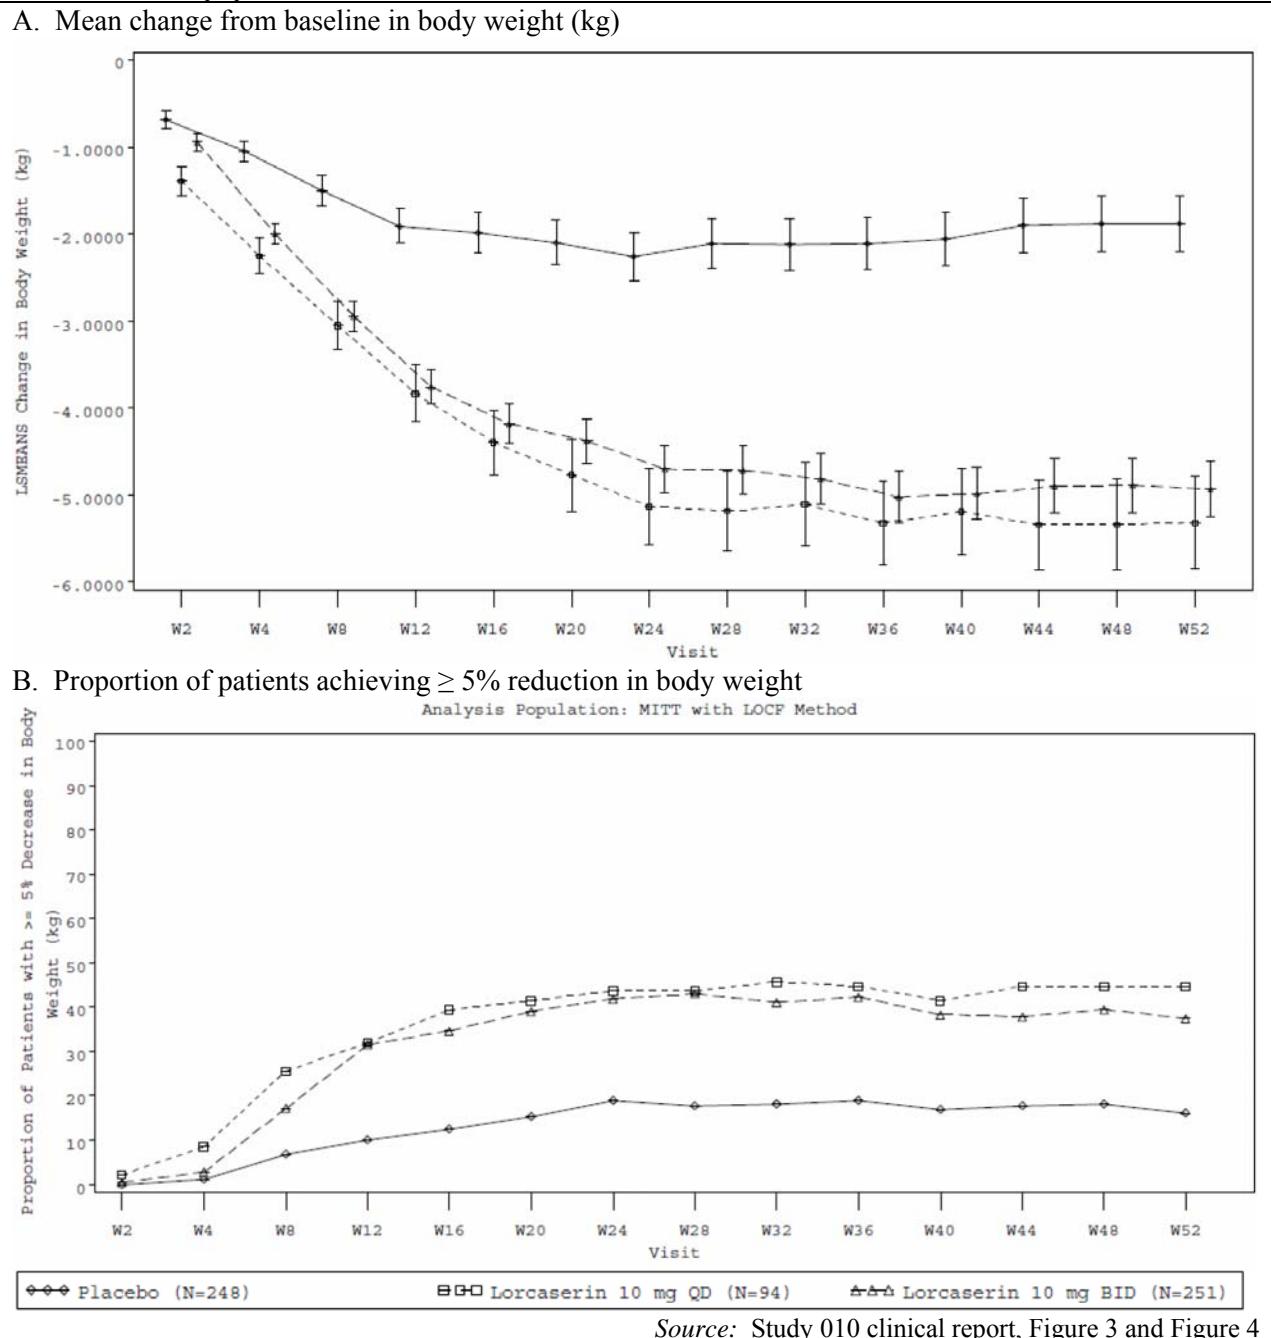 A. Mean change from baseline in body weight (kg)
LSMEANS Change in Body Weight (kg)
0
-1.0000
-2.0000
-3.0000
-4.0000
-5.0000
-6.0000
W2 W4 W8 W12 W16 W20 W24 W28 W32 W36 W40 W44 W48 W52
Visit
B. Proportion of patients achieving ≥ 5% reduction in body weight
Analysis Population: MITT with LOCF Method
Proportion of Patients with >= 5% Decrease in Body
Weight (kg)
100
90
80
70
60
50
40
30
20
10
0
W2 W4 W8 W12 W16 W20 W24 W28 W32 W36 W40 W44 W48 W52
Visit
Placebo (N=248) Lorcaserin 10 mg QD (N=94) Lorcaserin 10 mg BID (N=251)
Source: Study 010 clinical report, Figure 3 and Figure 4